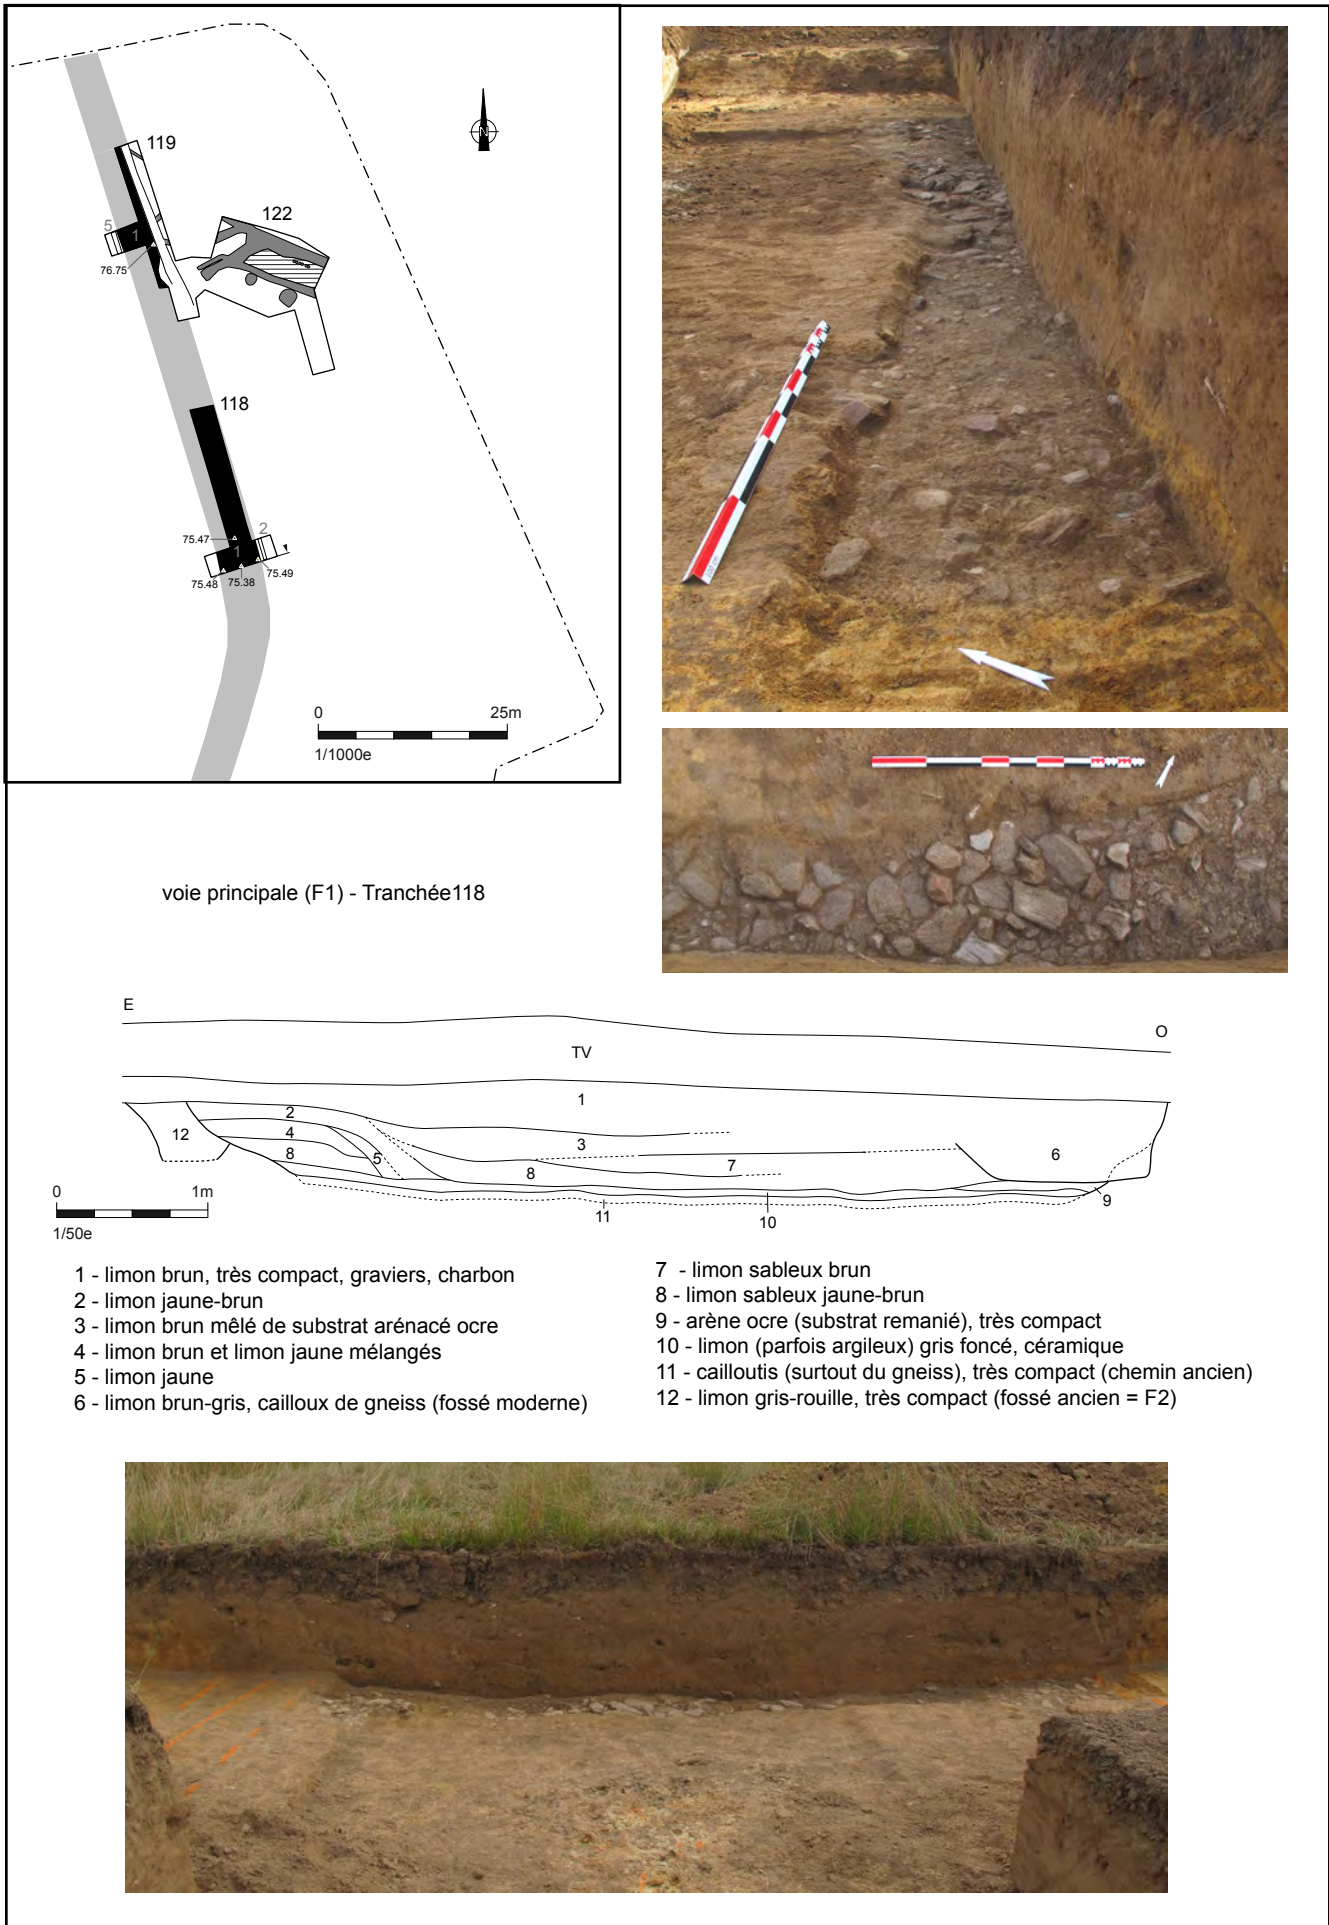 N
119
122
5
1
76.75
118
75.47
2
1
75.48
75.38
75.49
0 25m
1/1000e
voie principale (F1) - Tranchée118
E
O
TV
1
2
3
4
12
5
8
7
6
8
9
11
10
0 1m
1/50e
1 - limon brun, très compact, graviers, charbon
2 - limon jaune-brun
3 - limon brun mêlé de substrat arénacé ocre
4 - limon brun et limon jaune mélangés
5 - limon jaune
6 - limon brun-gris, cailloux de gneiss (fossé moderne)
7 - limon sableux brun
8 - limon sableux jaune-brun
9 - arène ocre (substrat remanié), très compact
10 - limon (parfois argileux) gris foncé, céramique
11 - cailloutis (surtout du gneiss), très compact (chemin ancien)
12 - limon gris-rouille, très compact (fossé ancien = F2)